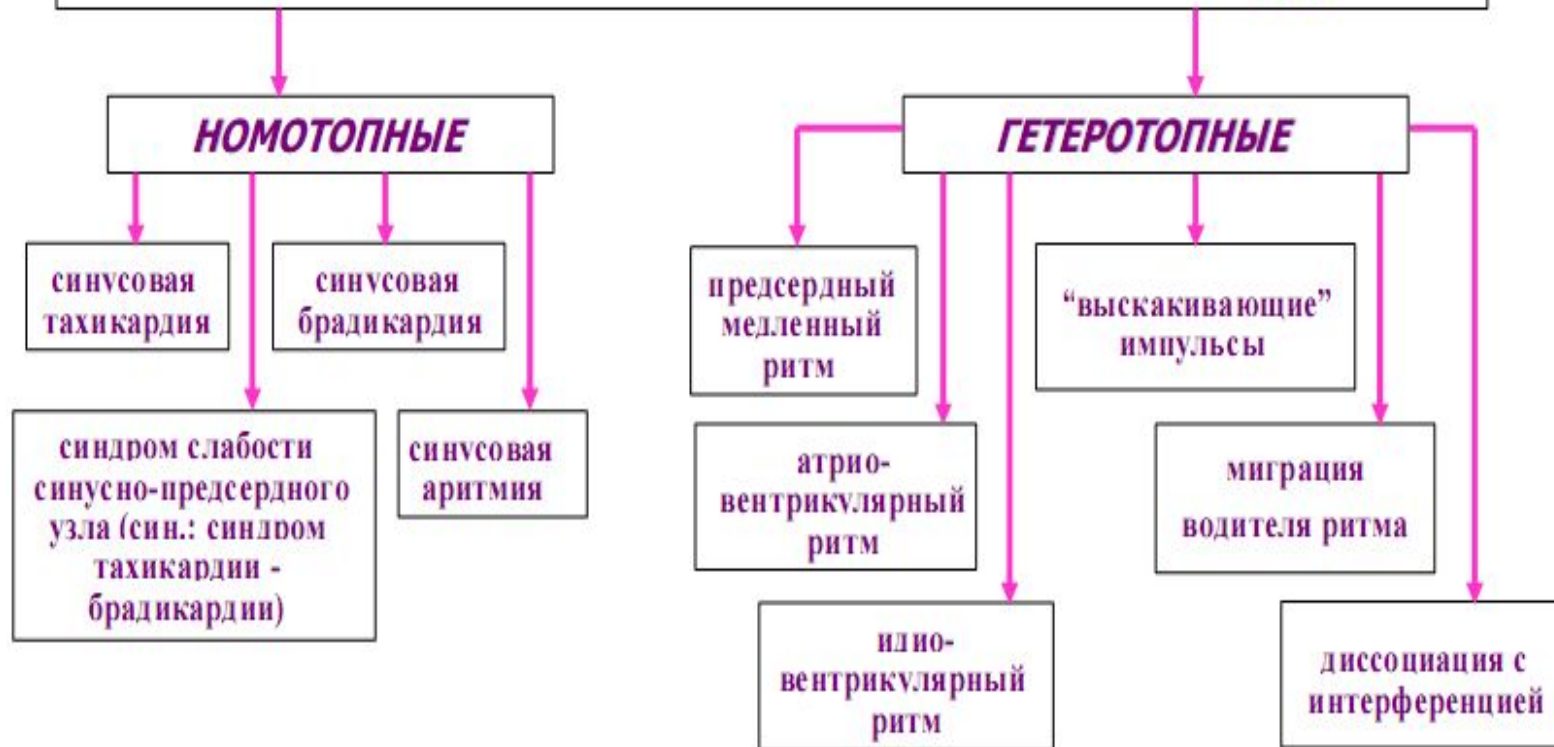 НОМОТОПНЫЕ
синусовая
тахикардия
синусовая
брадикардия
синдром слабости
синусно-предсердного
узла (син.: синдром
тахикардии -
брадикардии)
синусовая
аритмия
ГЕТЕРОТОПНЫЕ
предсердный
медленный
ритм
“выскакивающие”
импульсы
атрио-
вентрикулярный
ритм
миграция
водителя ритма
идио-
вентрикулярный
ритм
диссоциация с
интерференцией